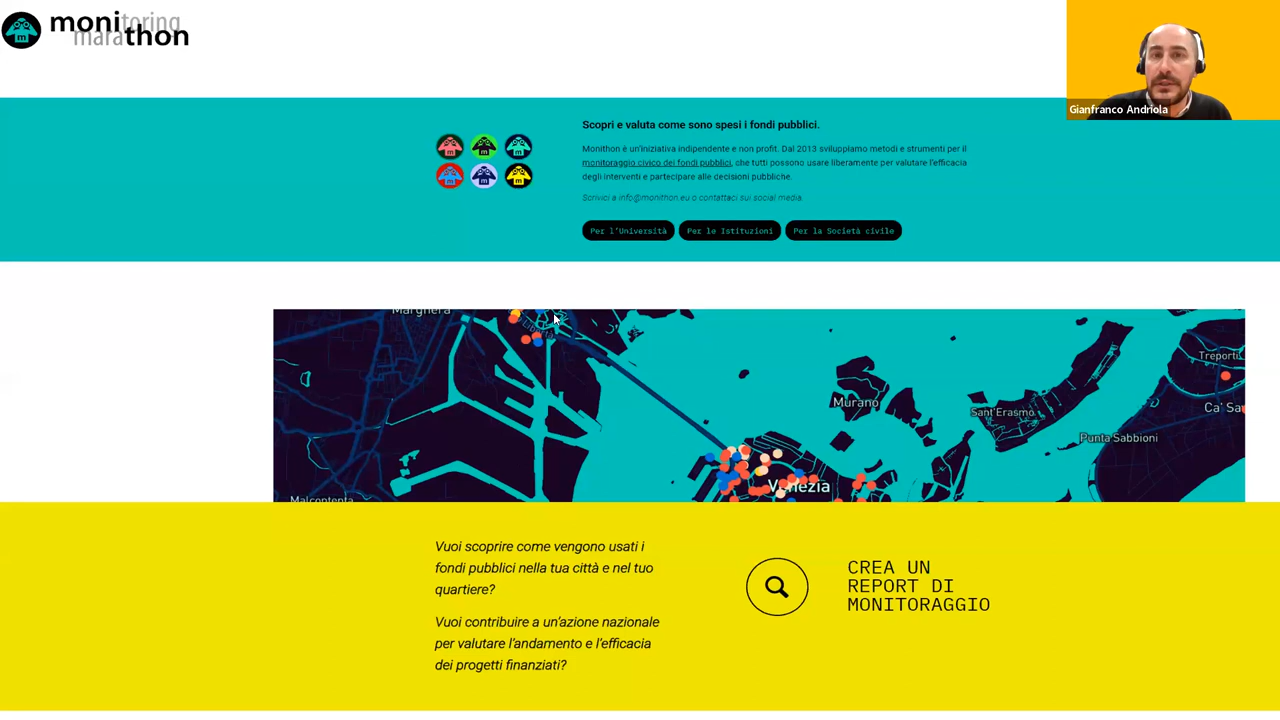 monitoring
marathon
Gianfranco Andriola
Scopri e valuta come sono spesi i fondi pubblici.
Monithon è un'iniziativa indipendente e non profit. Dal 2013 sviluppiamo metodi e strumenti per il
monitoraggio civico dei fondi pubblici, che tutti possono usare liberamente per valutare l'efficacia
degli interventi e partecipare alle decisioni pubbliche.
Scrivici a info@monithon.eu o contattaci sui social media.
Per l'Università
Per le Istituzioni
Per la Società civile
Marghera
Treporti
Murano
Ca' Sa
Sant'Erasmo
Punta Sabbioni
Venezia
Malcontenta
Vuoi scoprire come vengono usati i
fondi pubblici nella tua città e nel tuo
quartiere?
Vuoi contribuire a un'azione nazionale
per valutare l'andamento e l'efficacia
dei progetti finanziati?
CREA UN
REPORT DI
MONITORAGGIO